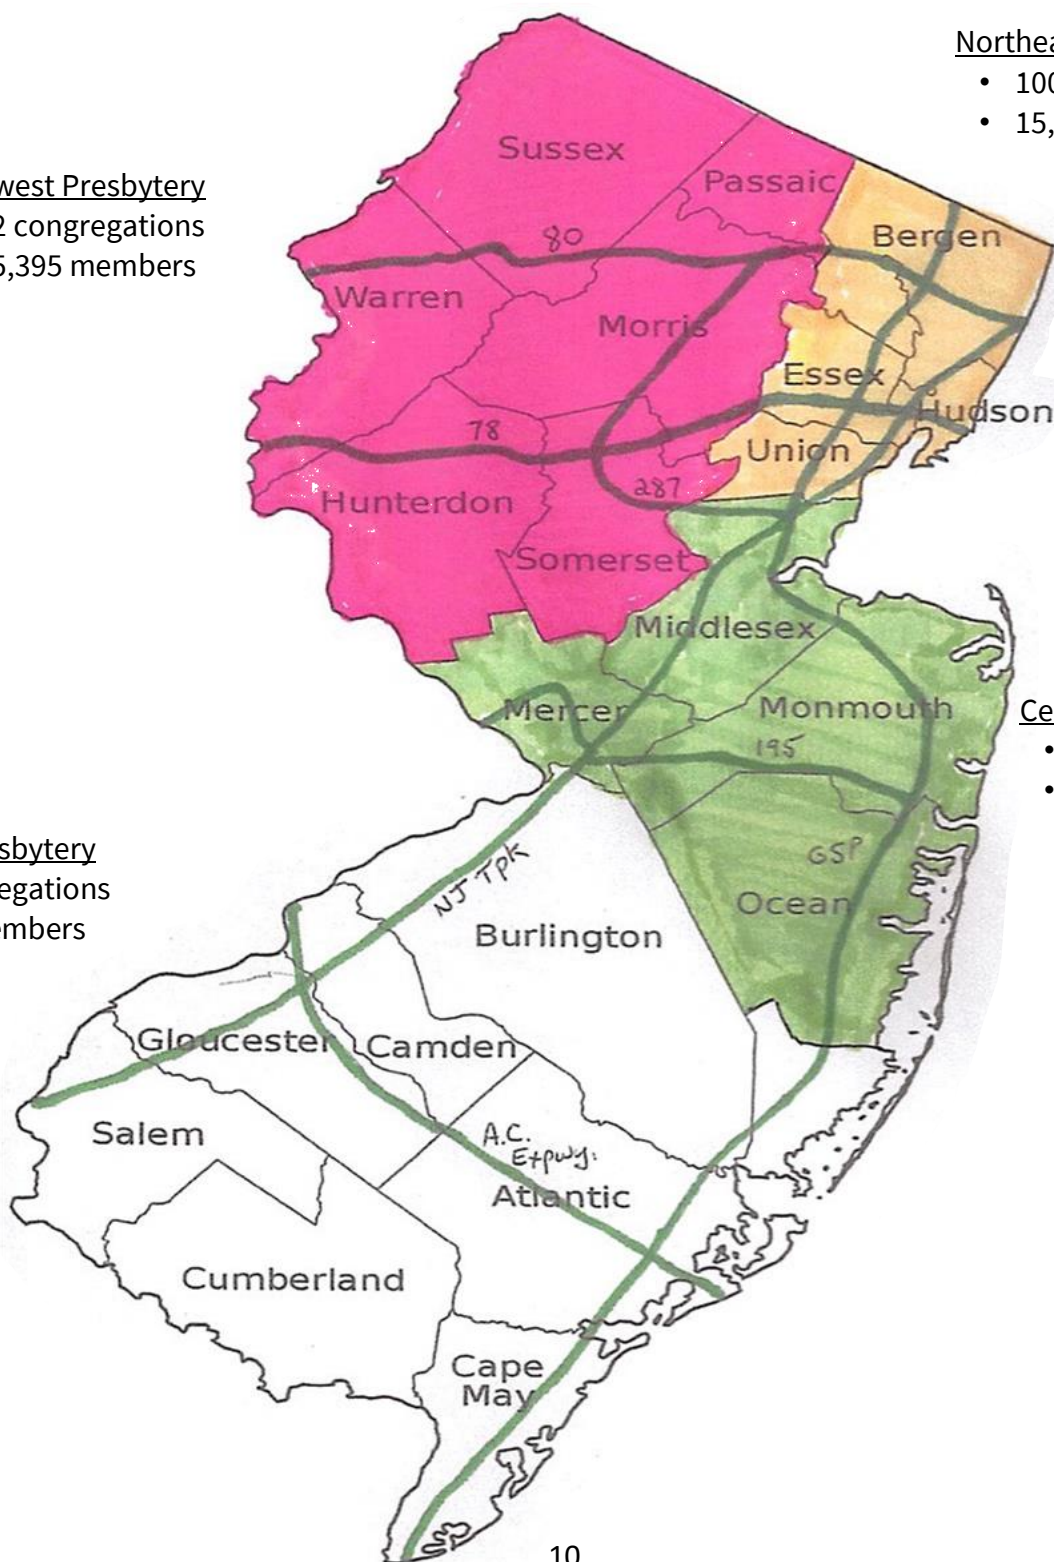 Northea
• 100
• 15,
Sussex
Passaic
west Presbytery
2 congregations
5,395 members
80
Bergen
Warren
Morris
Essex
Hudson
78
Union
287
Hunterdon
Somerset
Middlesex
Mercer
Monmouth
Ce
•
•
195
sbytery
egations
embers
GSP
Ocean
NJ Tpk
Burlington
Gloucester
Camden
Salem
A.C.
Expwy.
Atlantic
Cumberland
Cape
May
10